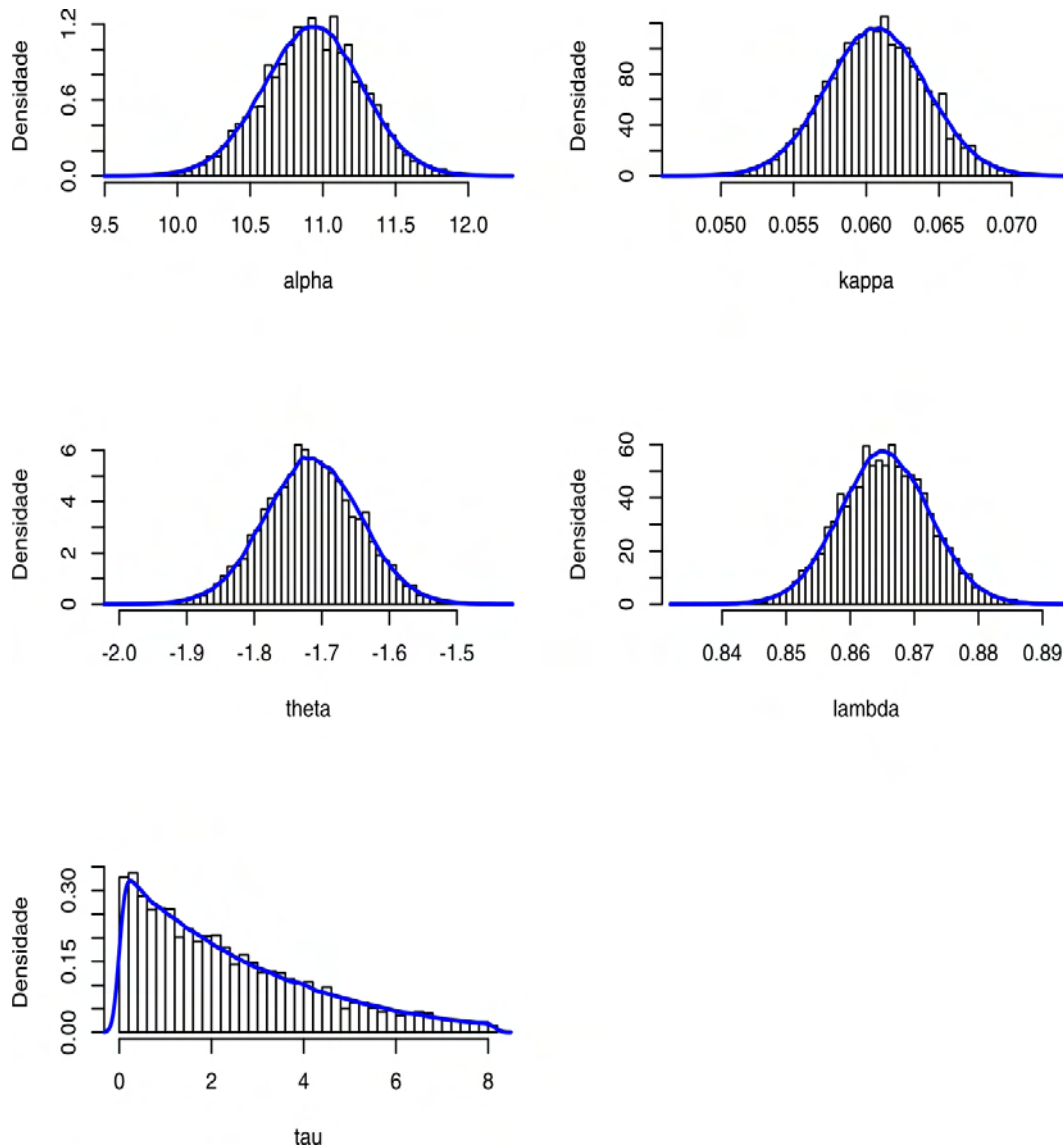 Densidade
1.2
0.6
0.0
9.5 10.0 10.5 11.0 11.5 12.0
alpha
Densidade
80
40
0
0.050 0.055 0.060 0.065 0.070
kappa
Densidade
6
4
2
0
-2.0 -1.9 -1.8 -1.7 -1.6 -1.5
theta
Densidade
60
40
20
0
0.84 0.85 0.86 0.87 0.88 0.89
lambda
Densidade
0.30
0.15
0.00
0 2 4 6 8
tau